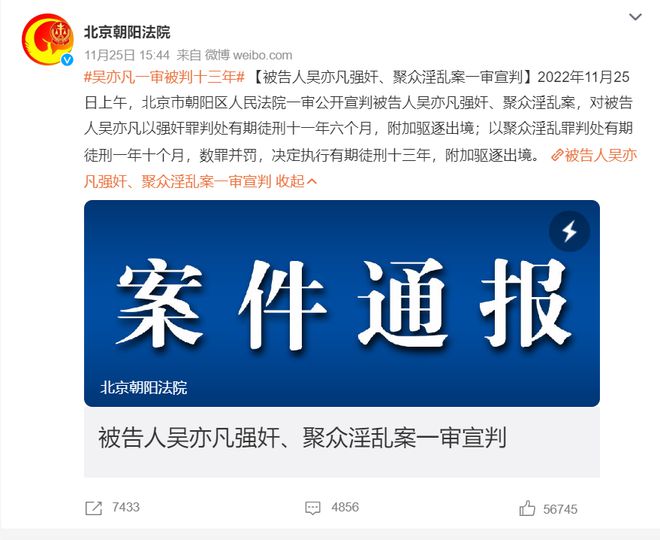 北京朝阳法院
11月25日 15:44 来自 微博 weibo.com
#吴亦凡一审被判十三年# 【被告人吴亦凡强奸、聚众淫乱案一审宣判】2022年11月25
日上午，北京市朝阳区人民法院一审公开宣判被告人吴亦凡强奸、聚众淫乱案，对被告
人吴亦凡以强奸罪判处有期徒刑十一年六个月，附加驱逐出境；以聚众淫乱罪判处有期
徒刑一年十个月，数罪并罚，决定执行有期徒刑十三年，附加驱逐出境。 被告人吴亦
凡强奸、聚众淫乱案一审宣判 收起
案件通报
北京朝阳法院
被告人吴亦凡强奸、聚众淫乱案一审宣判
7433 4856 56745